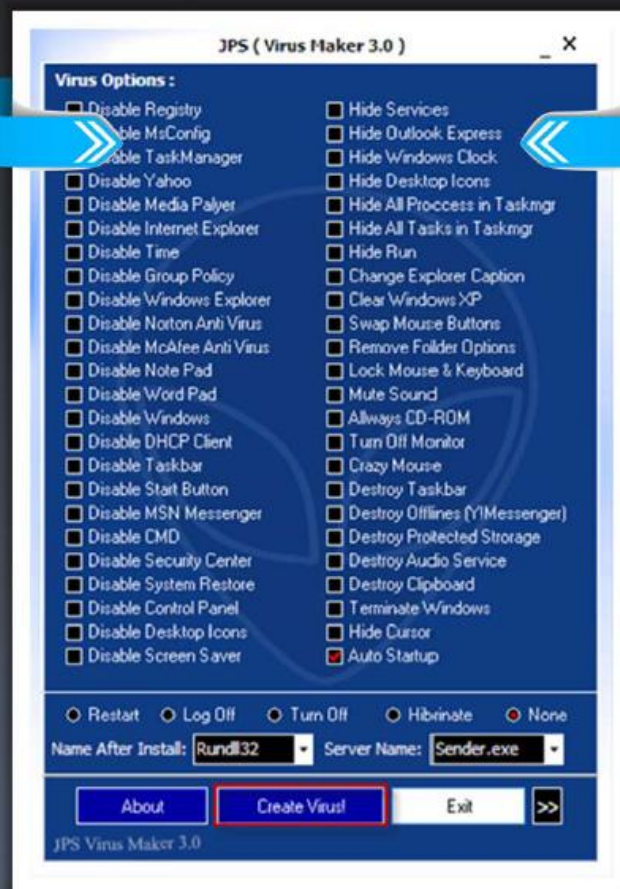 JPS ( Virus Maker 3.0 )
_ X
Virus Options :
Disable Registry
Disable MsConfig
Disable TaskManager
Disable Yahoo
Disable Media Palyer
Disable Internet Explorer
Disable Time
Disable Group Policy
Disable Windows Explorer
Disable Norton Anti Virus
Disable McAfee Anti Virus
Disable Note Pad
Disable Word Pad
Disable Windows
Disable DHCP Client
Disable Taskbar
Disable Start Button
Disable MSN Messenger
Disable CMD
Disable Security Center
Disable System Restore
Disable Control Panel
Disable Desktop Icons
Disable Screen Saver
Hide Services
Hide Outlook Express
Hide Windows Clock
Hide Desktop Icons
Hide All Proccess in Taskmgr
Hide All Tasks in Taskmgr
Hide Run
Change Explorer Caption
Clear Windows XP
Swap Mouse Buttons
Remove Foilder Options
Lock Mouse & Keyboard
Mute Sound
Allways CD-ROM
Turn Off Monitor
Crazy Mouse
Destroy Taskbar
Destroy Offlines (Y!Messenger)
Destroy Protected Strorage
Destroy Audio Service
Destroy Clipboard
Terminate Windows
Hide Cursor
Auto Startup
Restart Log Off Turn Off Hibrinate None
Name After Install: Rundll32 Server Name: Sender.exe
About Create Virus! Exit >>
JPS Virus Maker 3.0